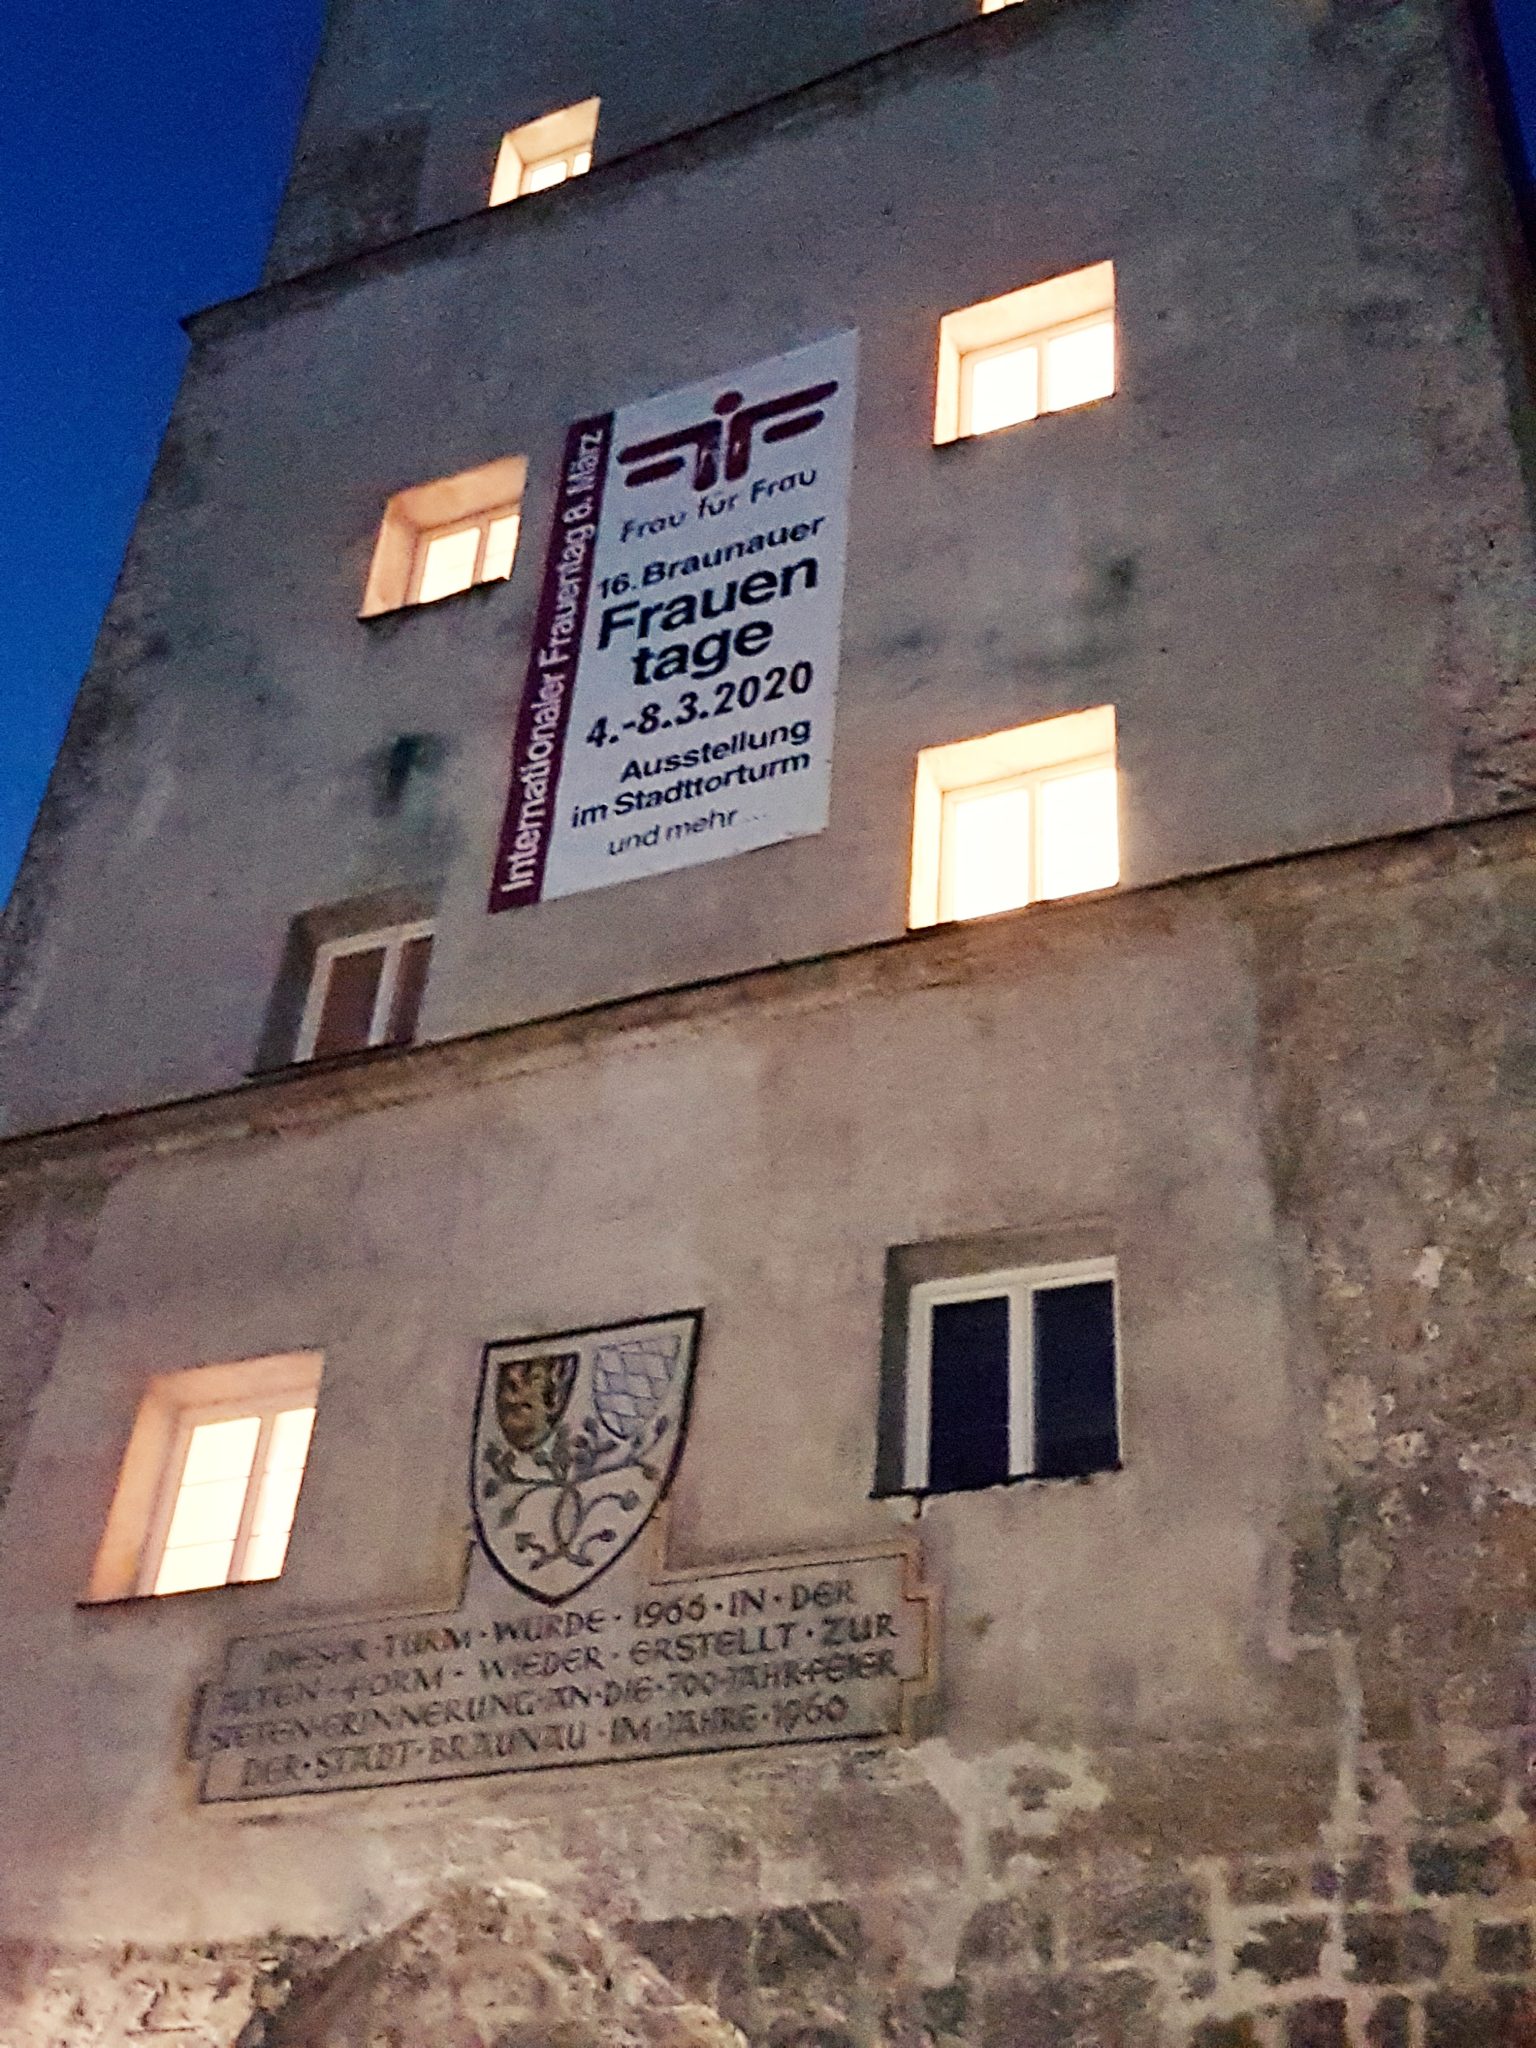 Internationaler Frauentag 8. März
Frau für Frau
16. Braunauer
Frauen
tage
4.-8.3.2020
Ausstellung
im Stadttorturm
und mehr...
DIESER·TURM·WURDE·1966·IN·DER
ALTEN·FORM·WIEDER·ERSTELLT·ZUR
STETEN·ERINNERUNG·AN·DIE·700·JAHR·FEIER
DER·STADT·BRAUNAU·IM·JAHRE·1960